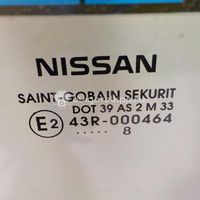 NISSAN
SAINT-GOBAIN SEKURIT
DOT 39 AS 2 M 33
E2 43R-000464
..... 8